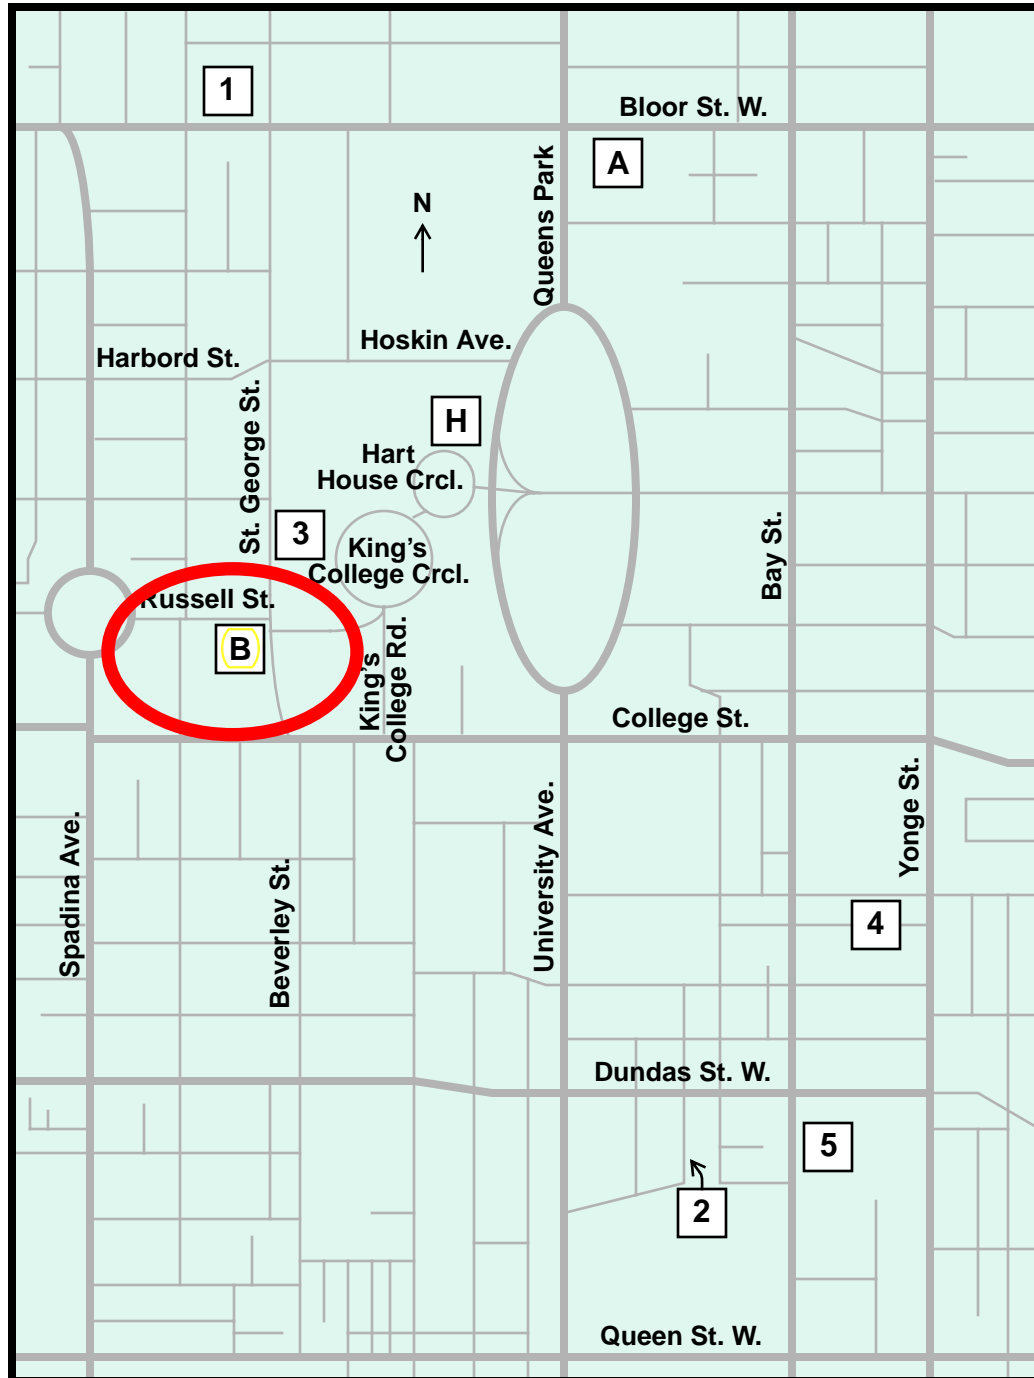 1
Bloor St. W.
A
Queens Park
N
Hoskin Ave.
Harbord St.
St. George St.
H
Hart
House Crcl.
3
King’s
College Crcl.
Bay St.
Russell St.
B
King’s
College Rd.
College St.
Spadina Ave.
Beverley St.
University Ave.
Yonge St.
4
Dundas St. W.
5
2
Queen St. W.